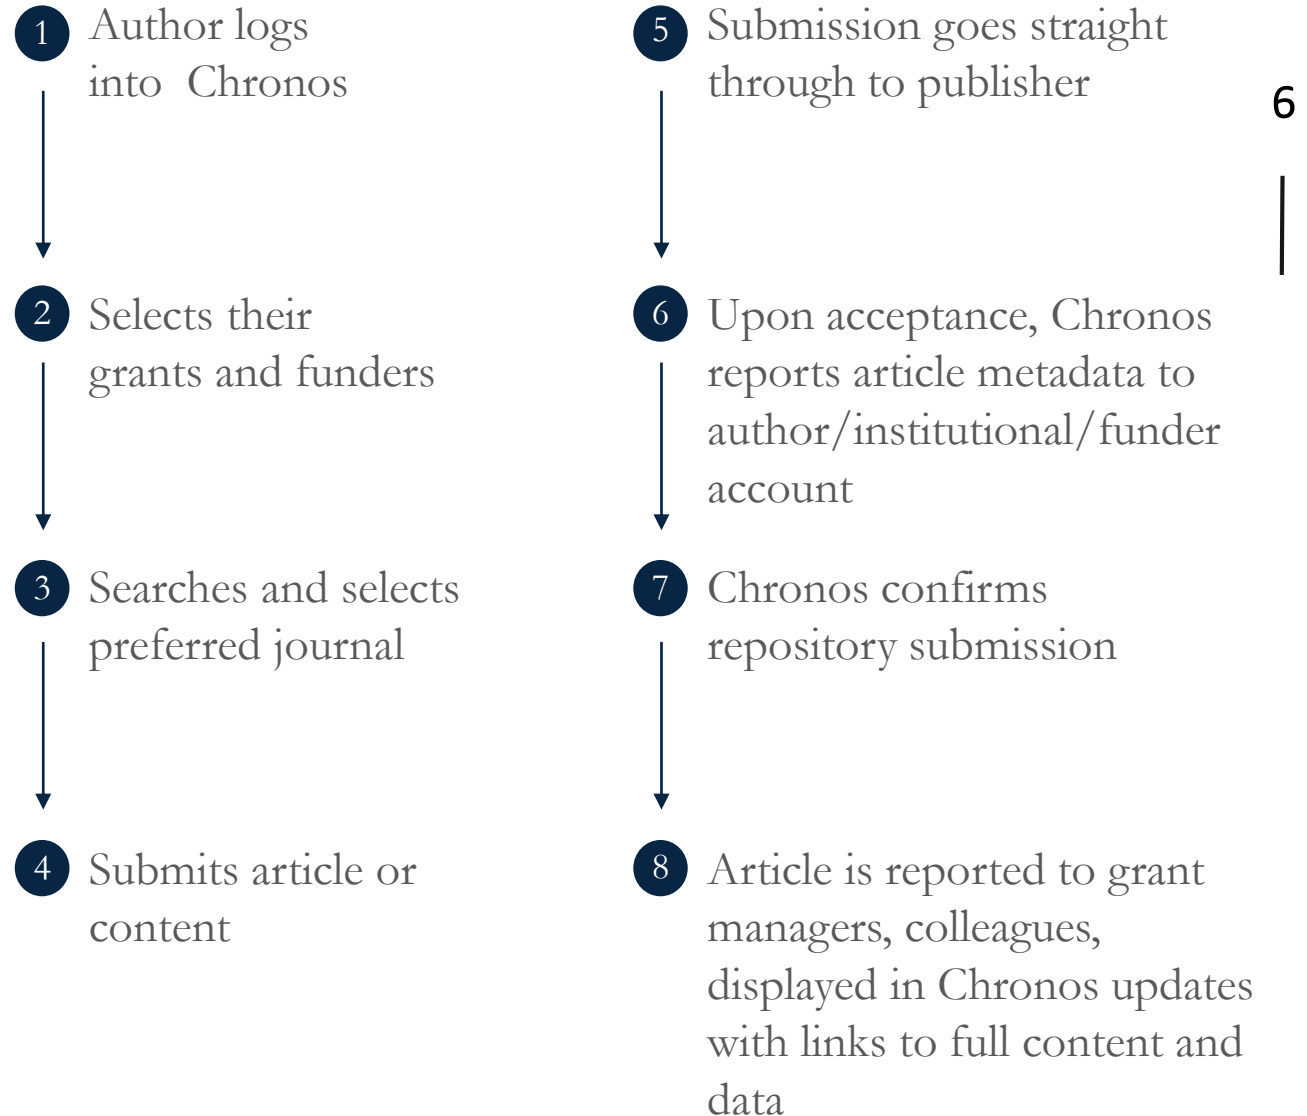 1 Author logs
into Chronos
2 Selects their
grants and funders
3 Searches and selects
preferred journal
4 Submits article or
content
5 Submission goes straight
through to publisher
6 Upon acceptance, Chronos
reports article metadata to
author/institutional/funder
account
7 Chronos confirms
repository submission
8 Article is reported to grant
managers, colleagues,
displayed in Chronos updates
with links to full content and
data
6